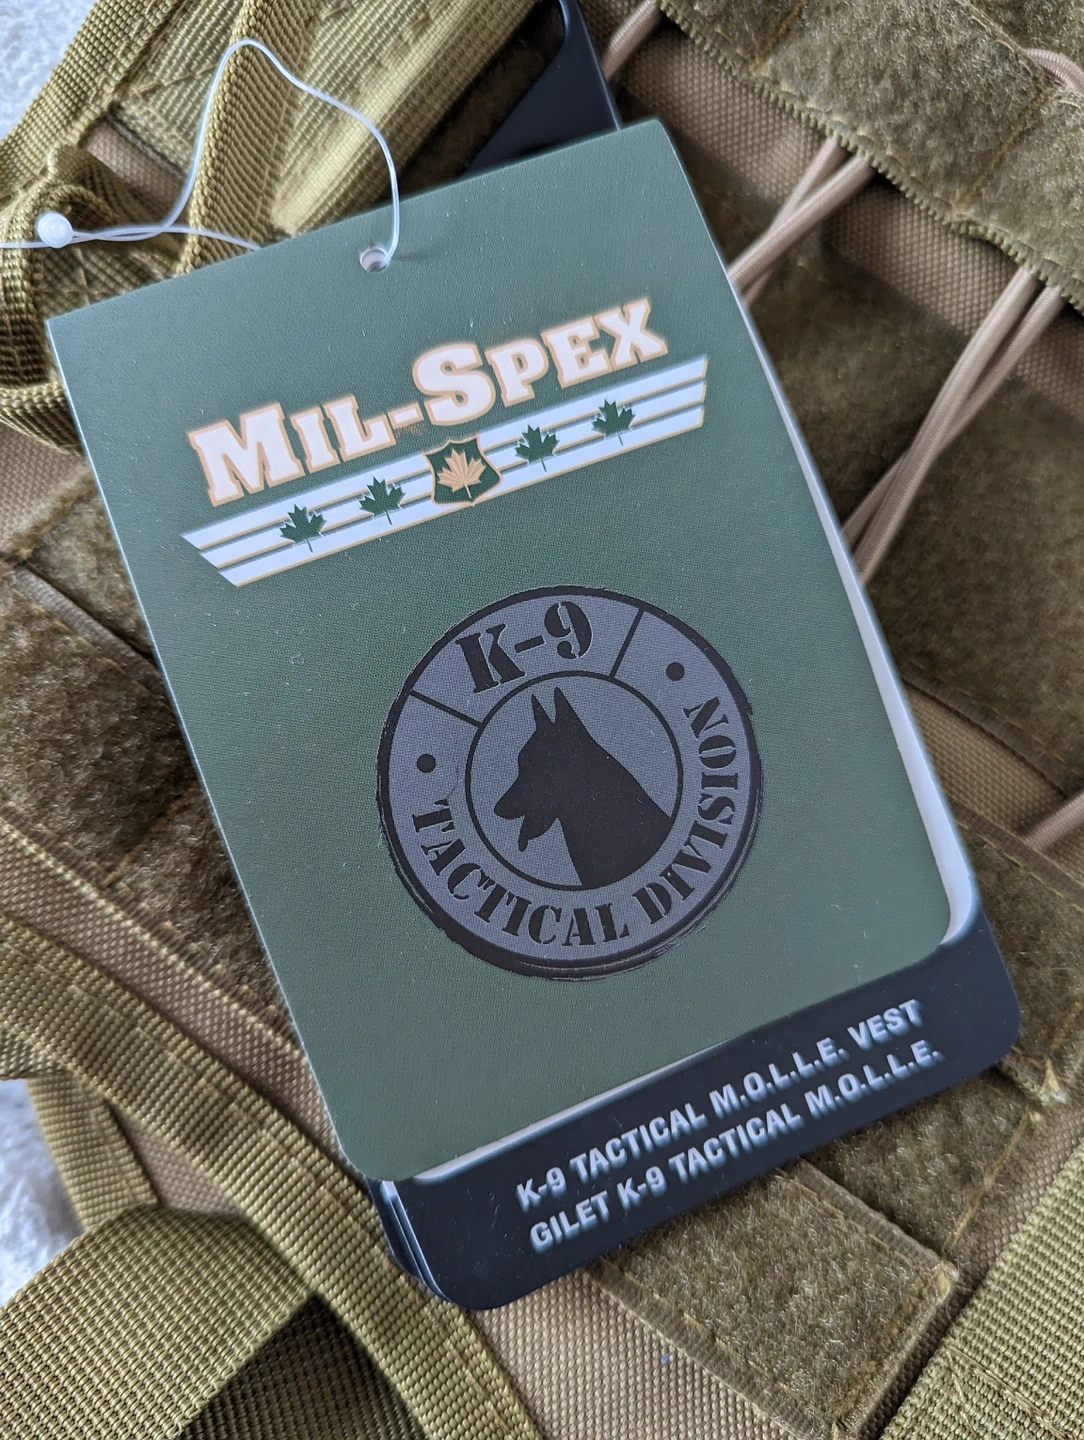 MIL-SPEX
K-9
TACTICAL DIVISION
K-9 TACTICAL M.O.L.L.E. VEST
GILET K-9 TACTICAL M.O.L.L.E.